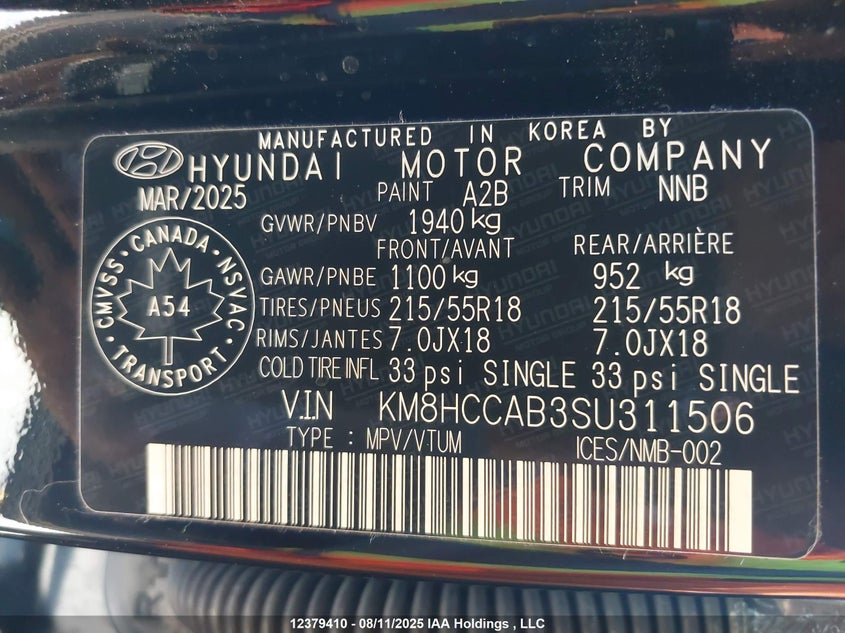 MANUFACTURED IN KOREA BY
HYUNDAI MOTOR COMPANY
MAR/2025 PAINT A2B TRIM NNB
GVWR/PNBV 1940 kg
FRONT/AVANT REAR/ARRIÈRE
GAWR/PNBE 1100 kg 952 kg
TIRES/PNEUS 215/55R18 215/55R18
RIMS/JANTES 7.0JX18 7.0JX18
COLD TIRE INFL 33 psi SINGLE 33 psi SINGLE
V.I.N KM8HCCAB3SU311506
TYPE : MPV/VTUM ICES/NMB-002
CMVSS · CANADA · NSVAC · TRANSPORT ·
A54
12379410 - 08/11/2025 IAA Holdings , LLC